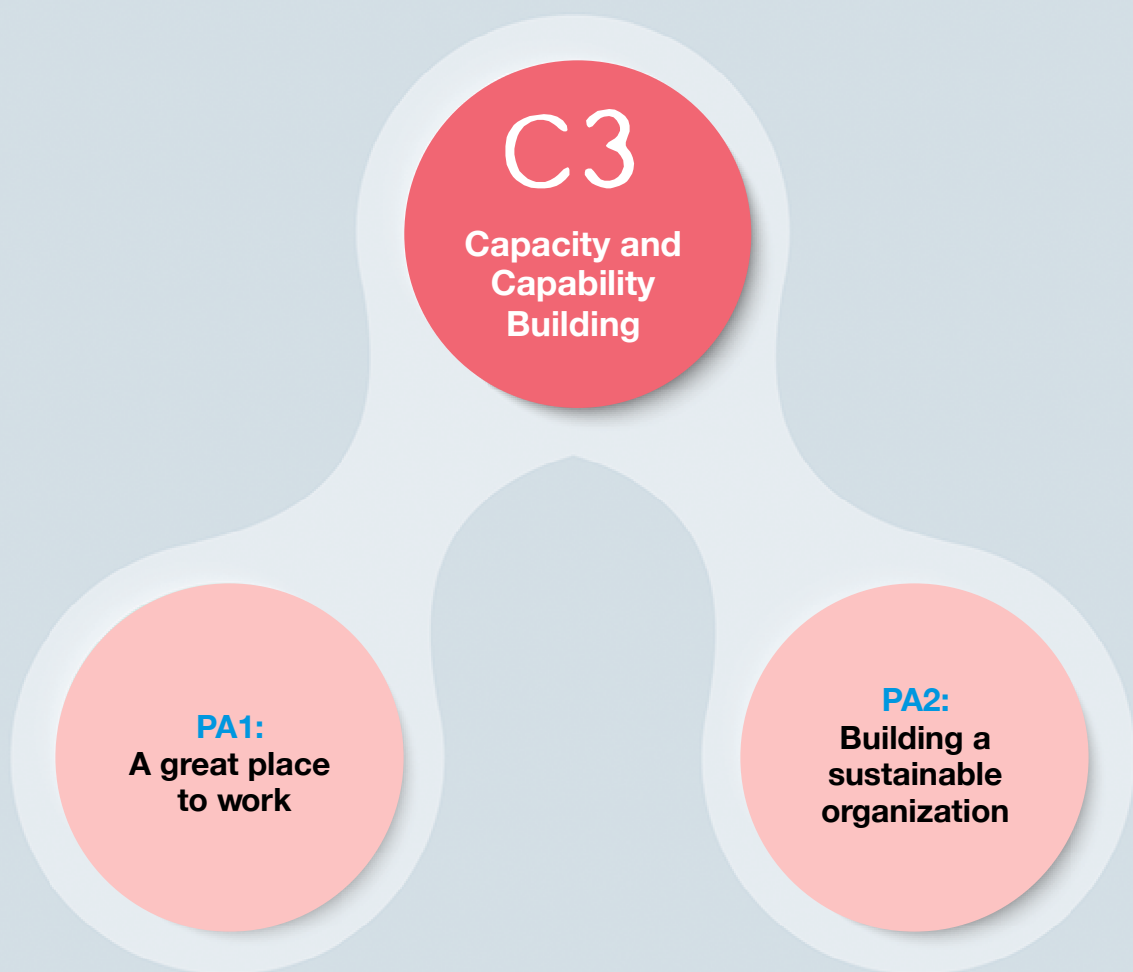 C3
Capacity and
Capability
Building
PA1:
A great place
to work
PA2:
Building a
sustainable
organization